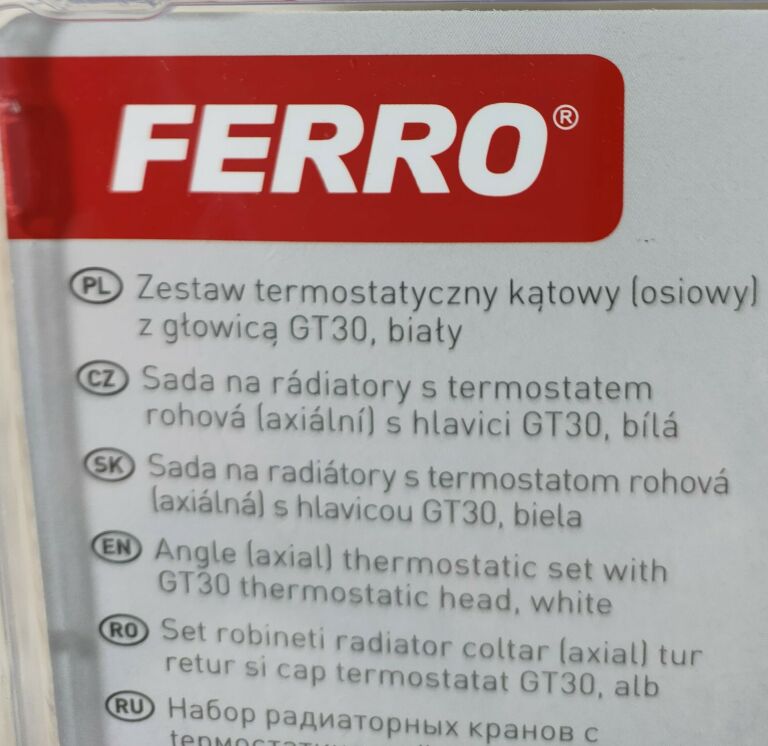 FERRO®
PL Zestaw termostatyczny kątowy (osiowy)
z głowicą GT30, biały
CZ Sada na rádiatory s termostatem
rohová (axiální) s hlavici GT30, bílá
SK Sada na radiátory s termostatom rohová
(axiálná) s hlavicou GT30, biela
EN Angle (axial) thermostatic set with
GT30 thermostatic head, white
RO Set robineti radiator coltar (axial) tur
retur si cap termostatat GT30, alb
RU Набор радиаторных кранов с